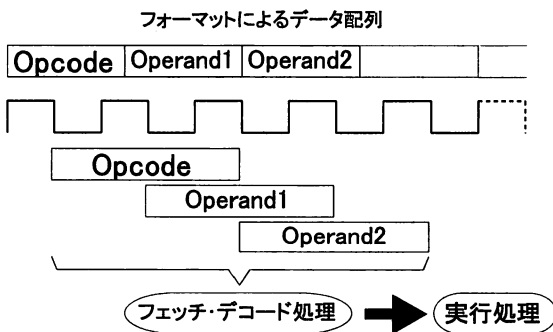 フォーマットによるデータ配列
Opcode Operand1 Operand2
Opcode
Operand1
Operand2
フェッチ・デコード処理 実行処理